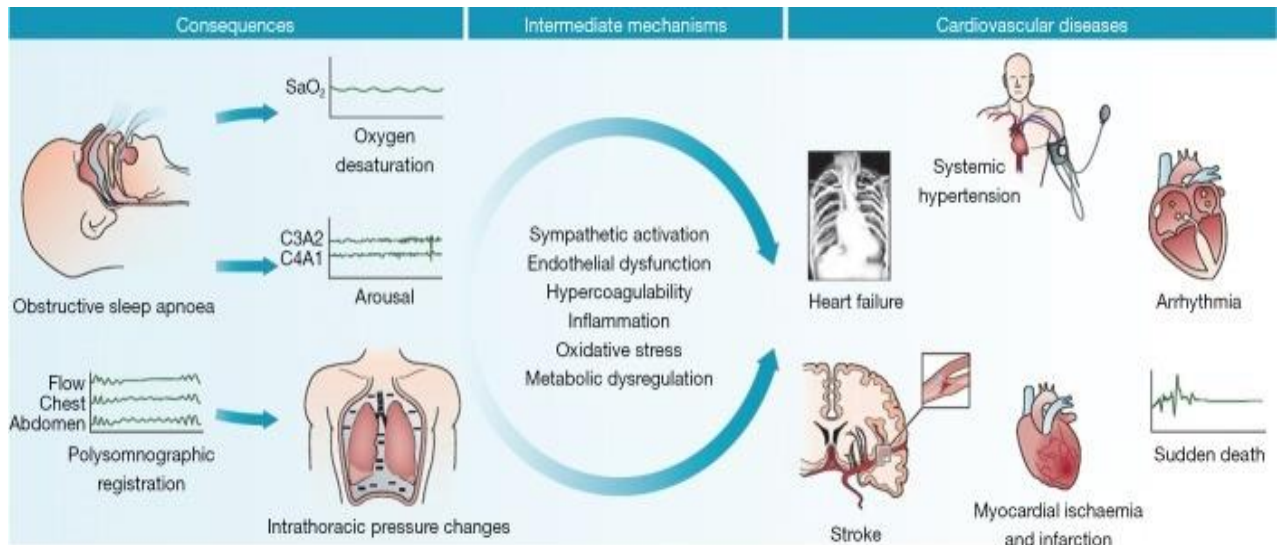 Consequences
Intermediate mechanisms
Cardiovascular diseases
SaO₂
Oxygen
desaturation
C3A2
C4A1
Arousal
Obstructive sleep apnoea
Flow
Chest
Abdomen
Polysomnographic
registration
Intrathoracic pressure changes
Sympathetic activation
Endothelial dysfunction
Hypercoagulability
Inflammation
Oxidative stress
Metabolic dysregulation
Systemic
hypertension
Heart failure
Arrhythmia
Stroke
Myocardial ischaemia
and infarction
Sudden death